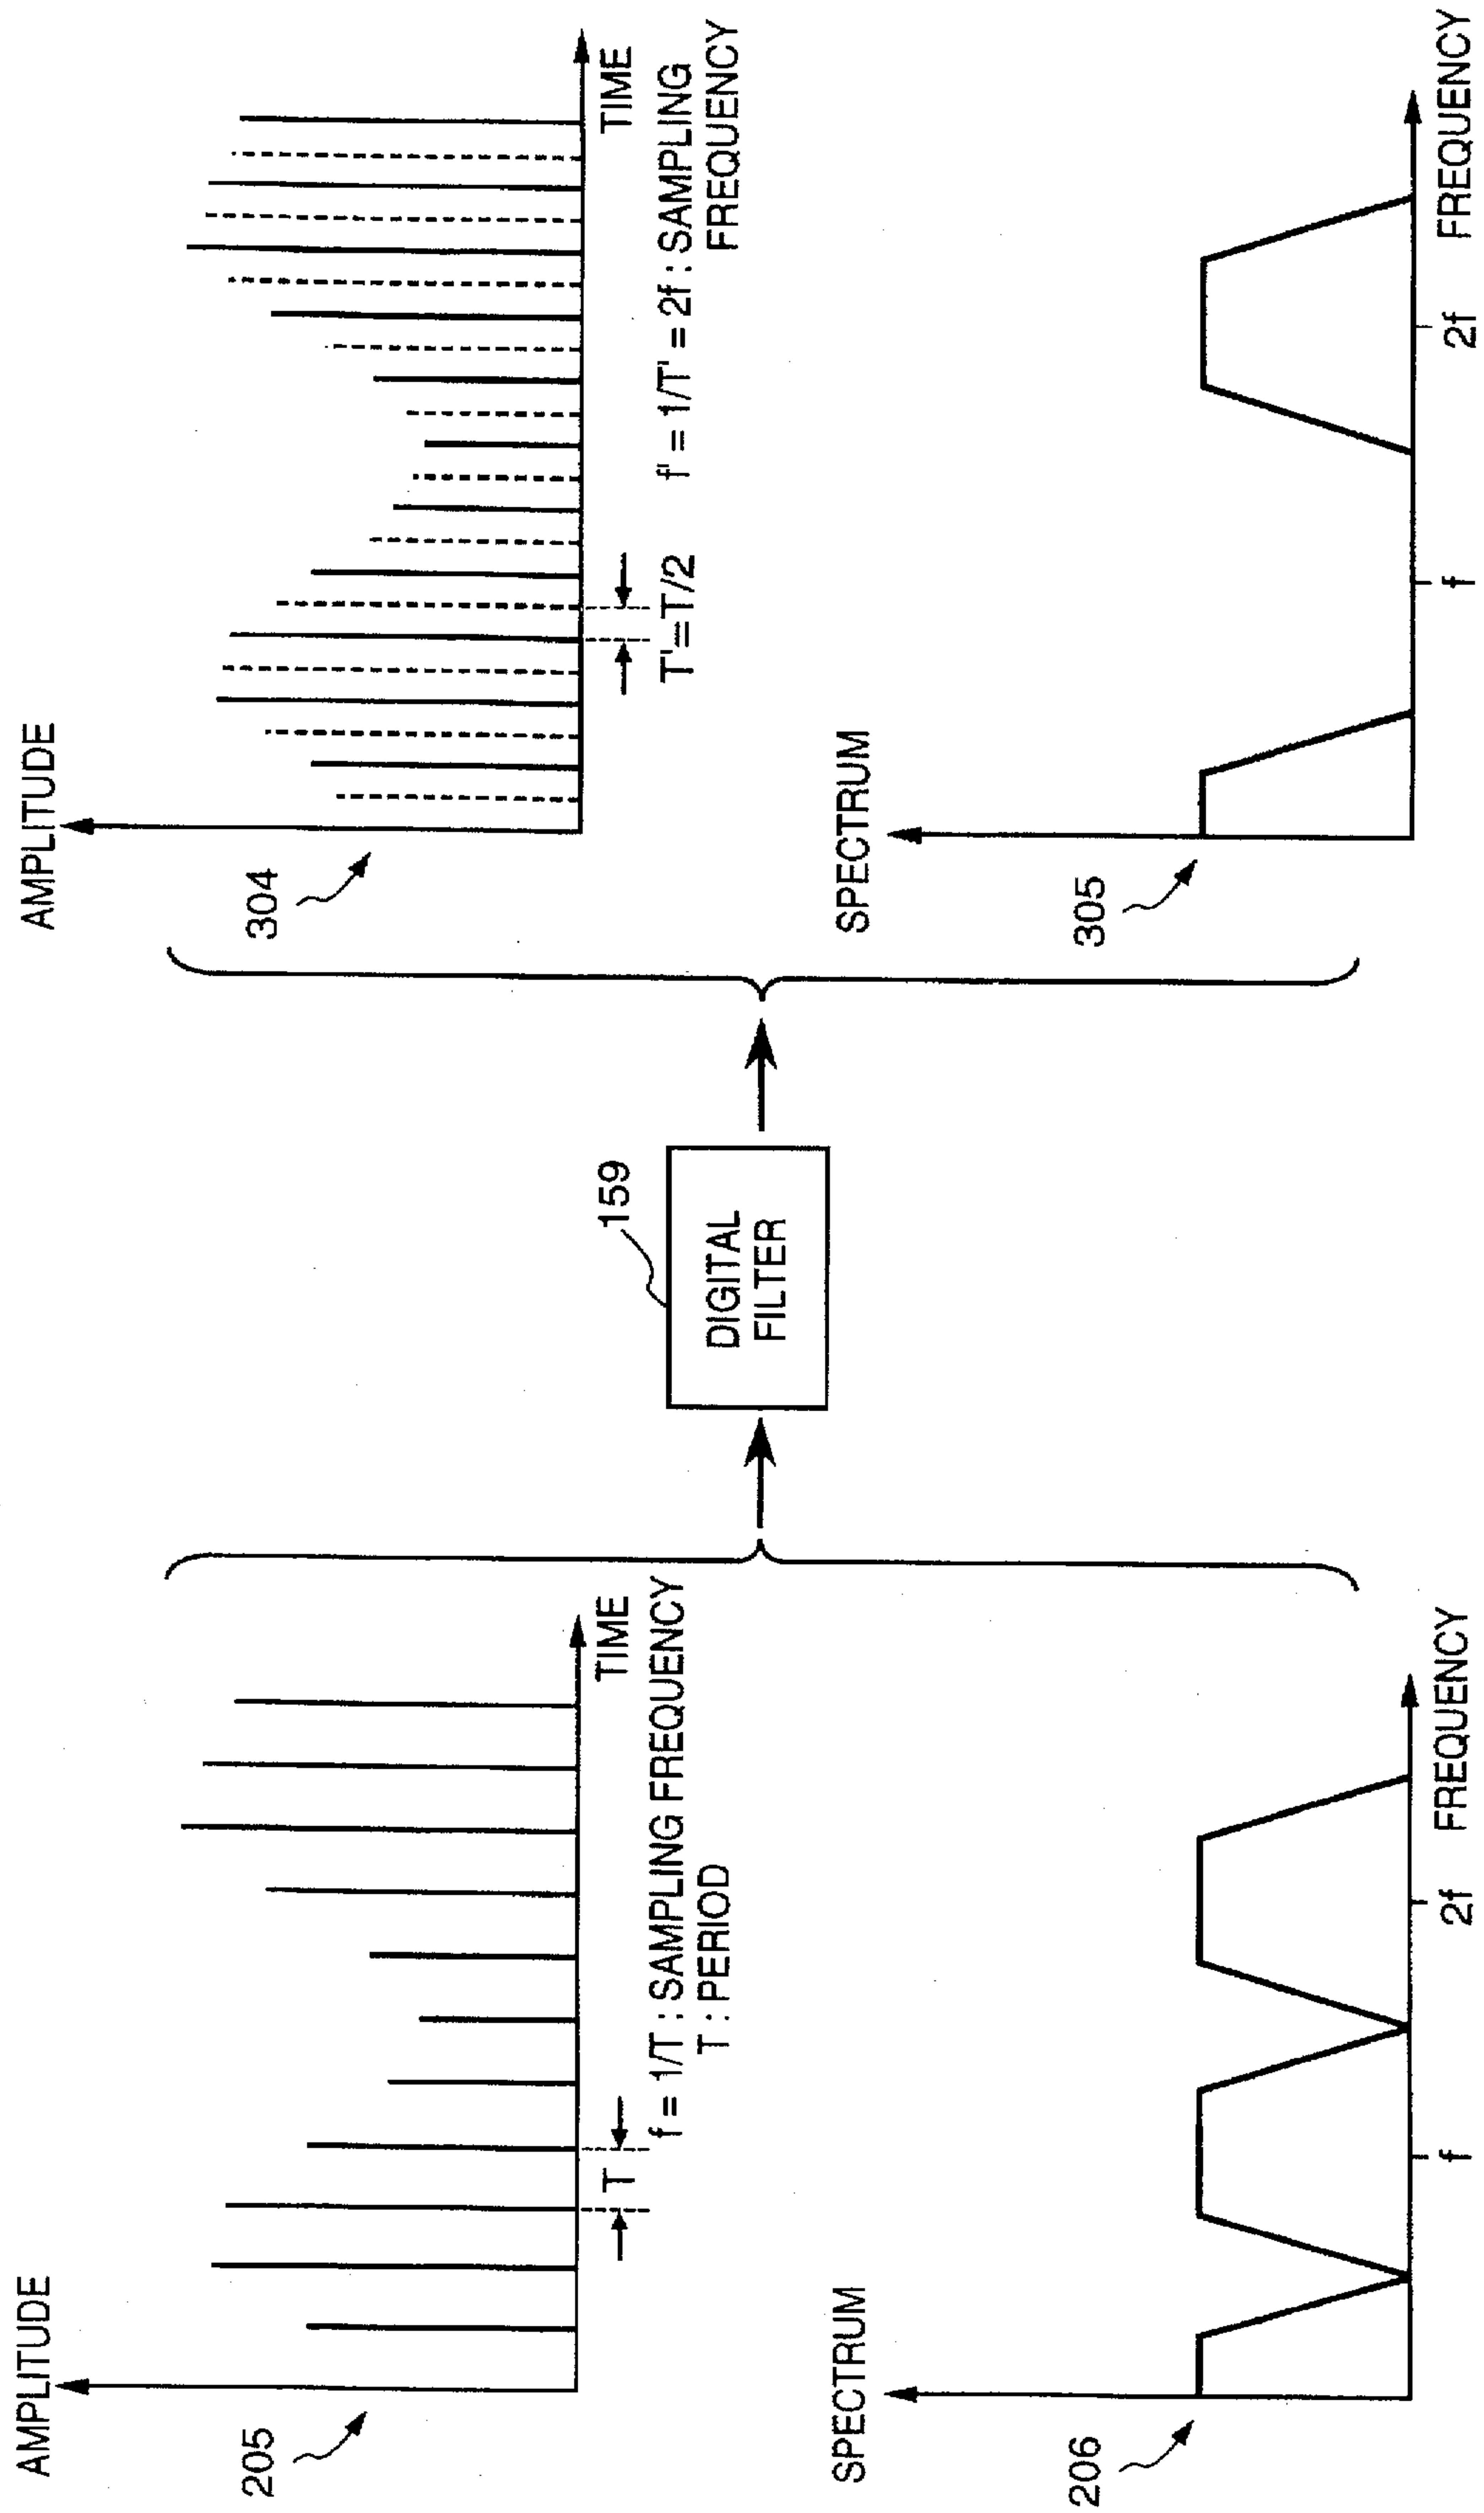 AMPLITUDE
205
TIME
T
f = 1/T : SAMPLING FREQUENCY
T : PERIOD
SPECTRUM
206
f
2f
FREQUENCY
159
DIGITAL
FILTER
AMPLITUDE
304
TIME
T'=T/2
f' = 1/T' = 2f : SAMPLING
FREQUENCY
SPECTRUM
305
f
2f
FREQUENCY